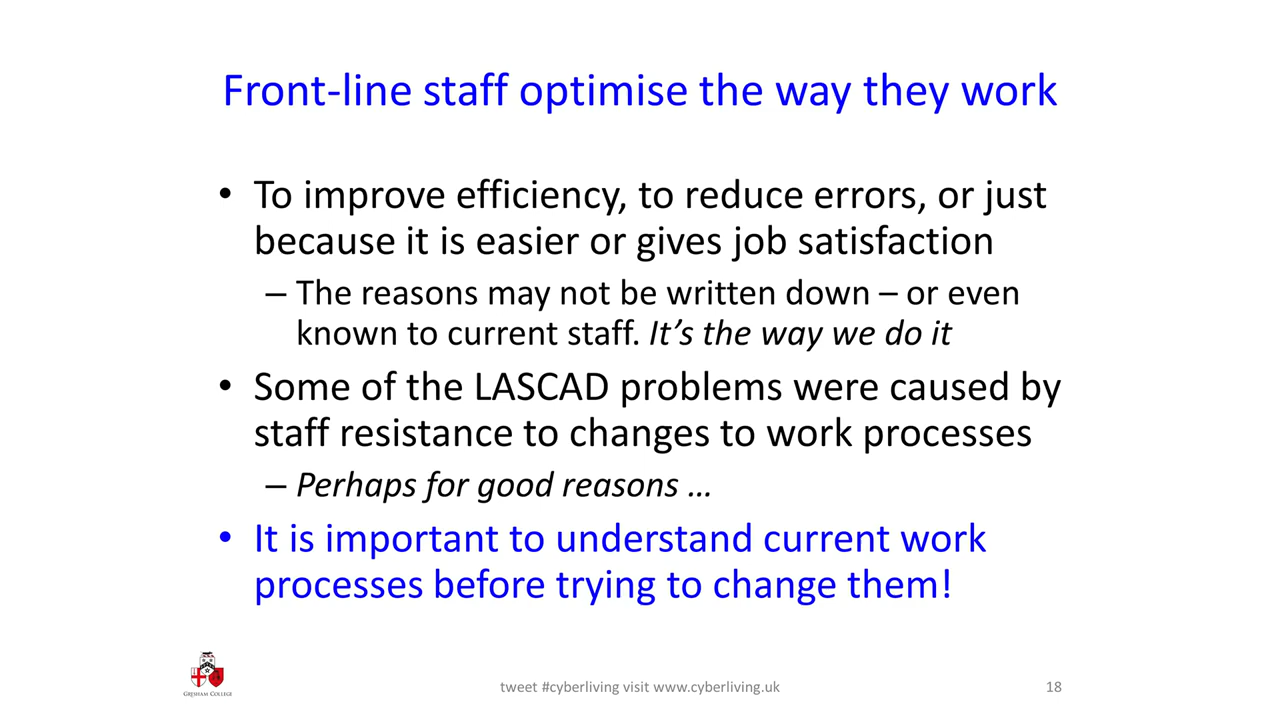 Front-line staff optimise the way they work
• To improve efficiency, to reduce errors, or just
because it is easier or gives job satisfaction
– The reasons may not be written down – or even
known to current staff. It’s the way we do it
• Some of the LASCAD problems were caused by
staff resistance to changes to work processes
– Perhaps for good reasons ...
• It is important to understand current work
processes before trying to change them!
GRESHAM COLLEGE
tweet #cyberliving visit www.cyberliving.uk
18